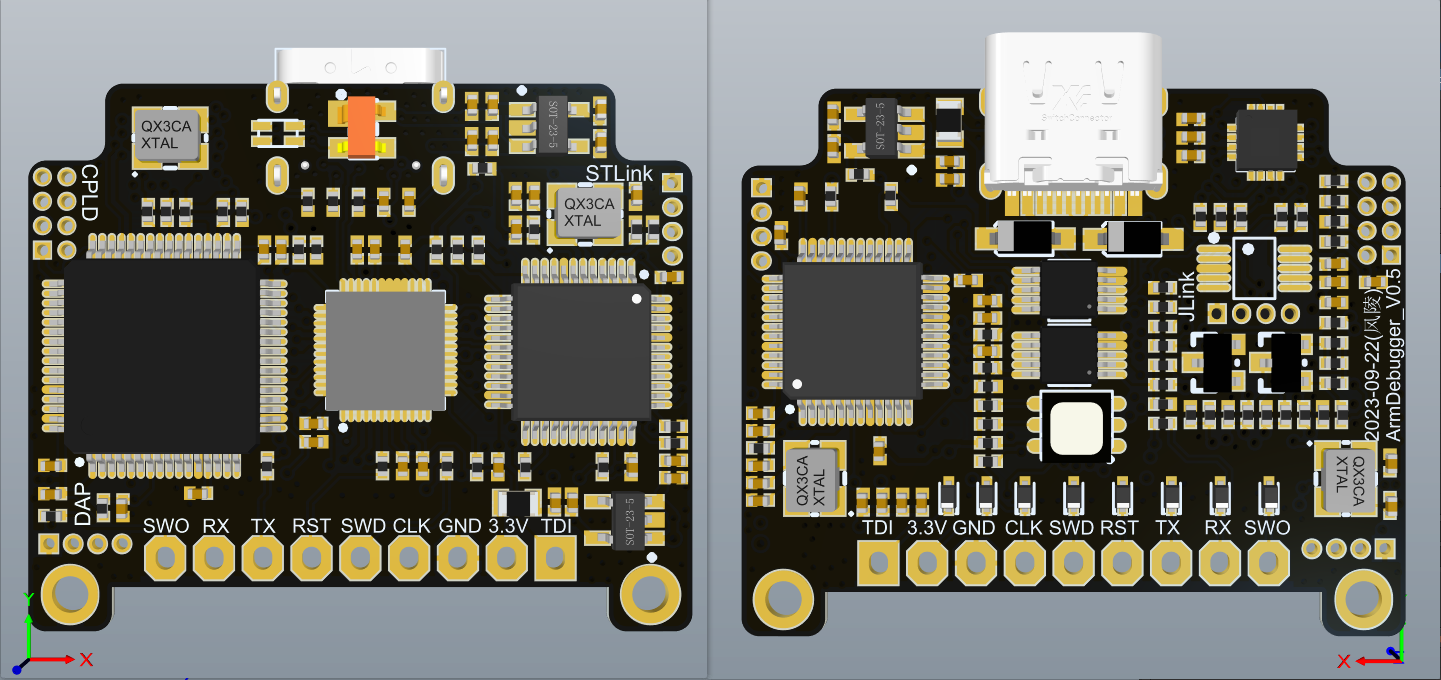 QX3CA
XTAL
SOT-23-5
CPLD
STLink
QX3CA
XTAL
DAP
SWO RX TX RST SWD CLK GND 3.3V TDI
SOT-23-5
Y
X
SOT-23-5
SwitchConnector
JLink
2023-09-22(风陵)
ArmDebugger_V0.5
QX3CA
XTAL
QX3CA
XTAL
TDI 3.3V GND CLK SWD RST TX RX SWO
X